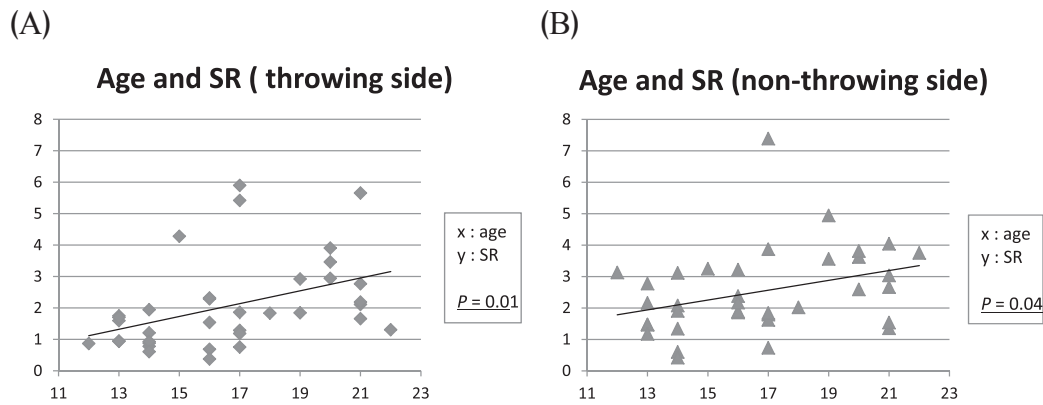 (A)
Age and SR ( throwing side)
8
7
6
5
4
3
2
1
0
11 13 15 17 19 21 23
x : age
y : SR
P = 0.01
(B)
Age and SR (non-throwing side)
8
7
6
5
4
3
2
1
0
11 13 15 17 19 21 23
x : age
y : SR
P = 0.04